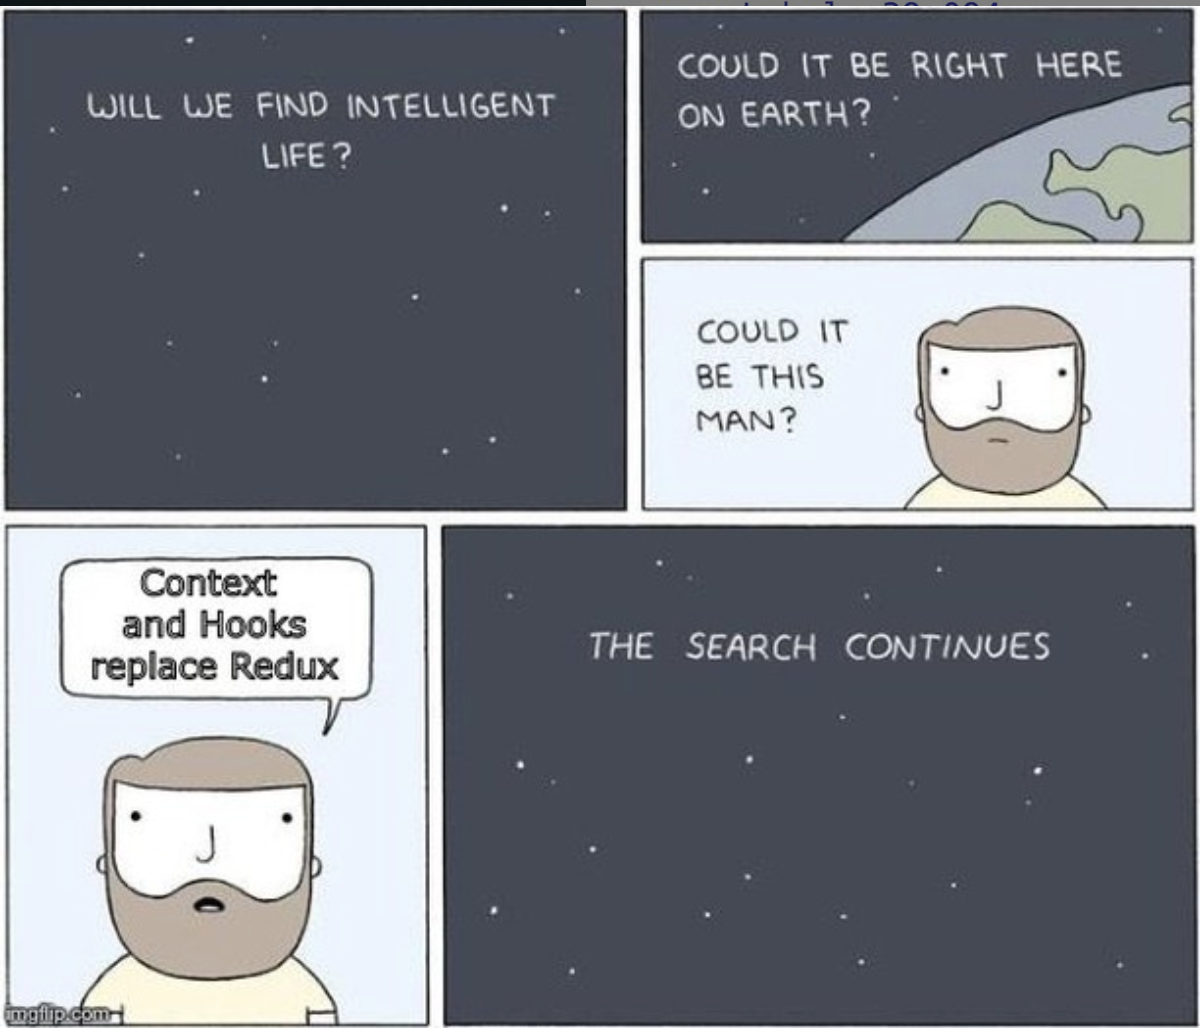 WILL WE FIND INTELLIGENT
LIFE?
COULD IT BE RIGHT HERE
ON EARTH?
COULD IT
BE THIS
MAN?
Context
and Hooks
replace Redux
THE SEARCH CONTINUES
imgflip.com